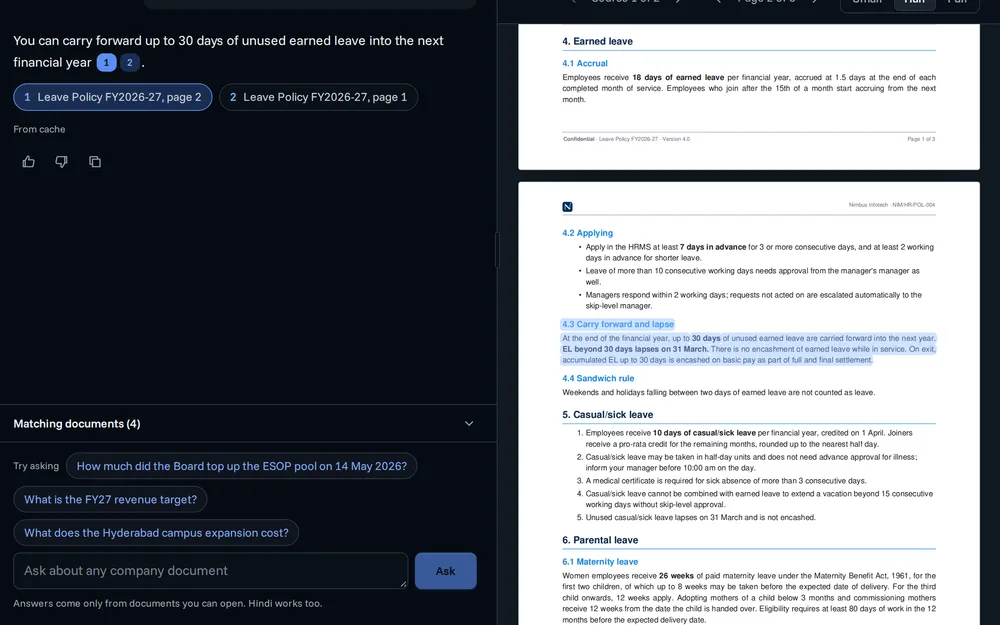 You can carry forward up to 30 days of unused earned leave into the next
financial year 1 2 .
1 Leave Policy FY2026-27, page 2
2 Leave Policy FY2026-27, page 1
From cache
Matching documents (4)
Try asking
How much did the Board top up the ESOP pool on 14 May 2026?
What is the FY27 revenue target?
What does the Hyderabad campus expansion cost?
Ask about any company document
Ask
Answers come only from documents you can open. Hindi works too.
4. Earned leave
4.1 Accrual
Employees receive 18 days of earned leave per financial year, accrued at 1.5 days at the end of each
completed month of service. Employees who join after the 15th of a month start accruing from the next
month.
Confidential · Leave Policy FY2026-27 · Version 4.0
Page 1 of 3
N
Nimbus Infotech · NIM/HR/POL-004
4.2 Applying
• Apply in the HRMS at least 7 days in advance for 3 or more consecutive days, and at least 2 working
days in advance for shorter leave.
• Leave of more than 10 consecutive working days needs approval from the manager's manager as
well.
• Managers respond within 2 working days; requests not acted on are escalated automatically to the
skip-level manager.
4.3 Carry forward and lapse
At the end of the financial year, up to 30 days of unused earned leave are carried forward into the next year.
EL beyond 30 days lapses on 31 March. There is no encashment of earned leave while in service. On exit,
accumulated EL up to 30 days is encashed on basic pay as part of full and final settlement.
4.4 Sandwich rule
Weekends and holidays falling between two days of earned leave are not counted as leave.
5. Casual/sick leave
1. Employees receive 10 days of casual/sick leave per financial year, credited on 1 April. Joiners
receive a pro-rata credit for the remaining months, rounded up to the nearest half day.
2. Casual/sick leave may be taken in half-day units and does not need advance approval for illness;
inform your manager before 10:00 am on the day.
3. A medical certificate is required for sick absence of more than 3 consecutive days.
4. Casual/sick leave cannot be combined with earned leave to extend a vacation beyond 15 consecutive
working days without skip-level approval.
5. Unused casual/sick leave lapses on 31 March and is not encashed.
6. Parental leave
6.1 Maternity leave
Women employees receive 26 weeks of paid maternity leave under the Maternity Benefit Act, 1961, for the
first two children, of which up to 8 weeks may be taken before the expected date of delivery. For the third
child onwards, 12 weeks apply. Adopting mothers of a child below 3 months and commissioning mothers
receive 12 weeks from the date the child is handed over. Eligibility requires at least 80 days of work in the 12
months before the expected delivery date.